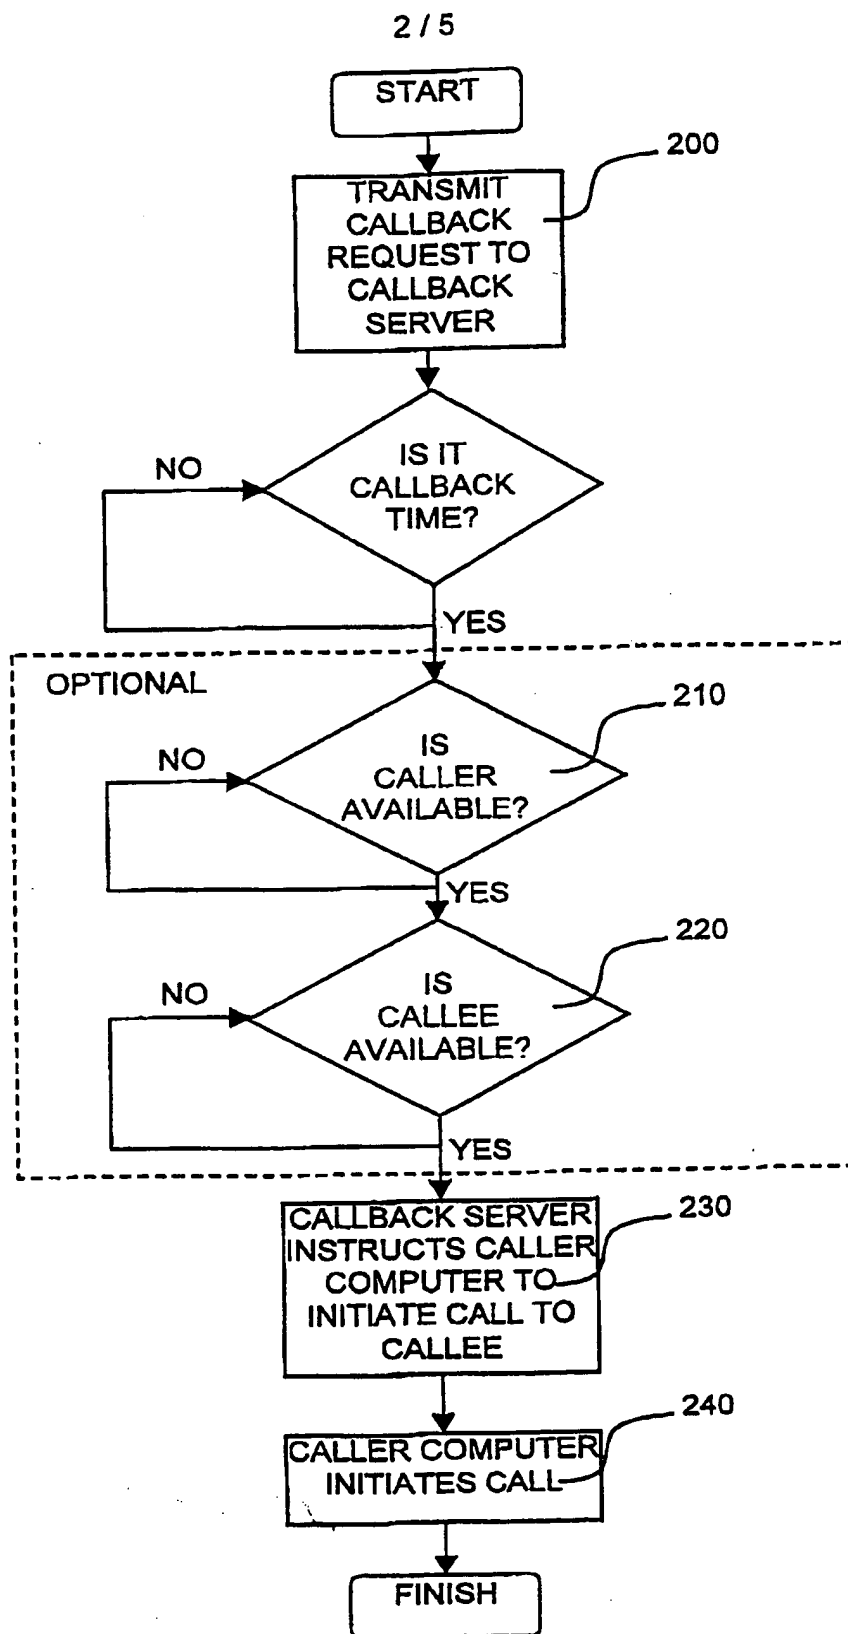 2 / 5
START
200
TRANSMIT
CALLBACK
REQUEST TO
CALLBACK
SERVER
IS IT
CALLBACK
TIME?
NO
YES
OPTIONAL
210
IS
CALLER
AVAILABLE?
NO
YES
220
IS
CALLEE
AVAILABLE?
NO
YES
230
CALLBACK SERVER
INSTRUCTS CALLER
COMPUTER TO
INITIATE CALL TO
CALLEE
240
CALLER COMPUTER
INITIATES CALL
FINISH